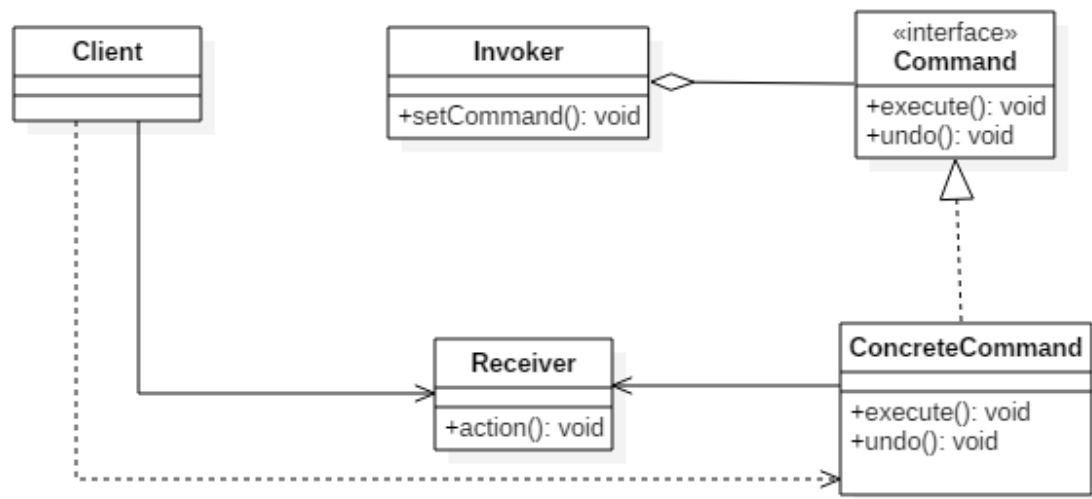 Client
Invoker
+setCommand(): void
«interface»
Command
+execute(): void
+undo(): void
Receiver
+action(): void
ConcreteCommand
+execute(): void
+undo(): void